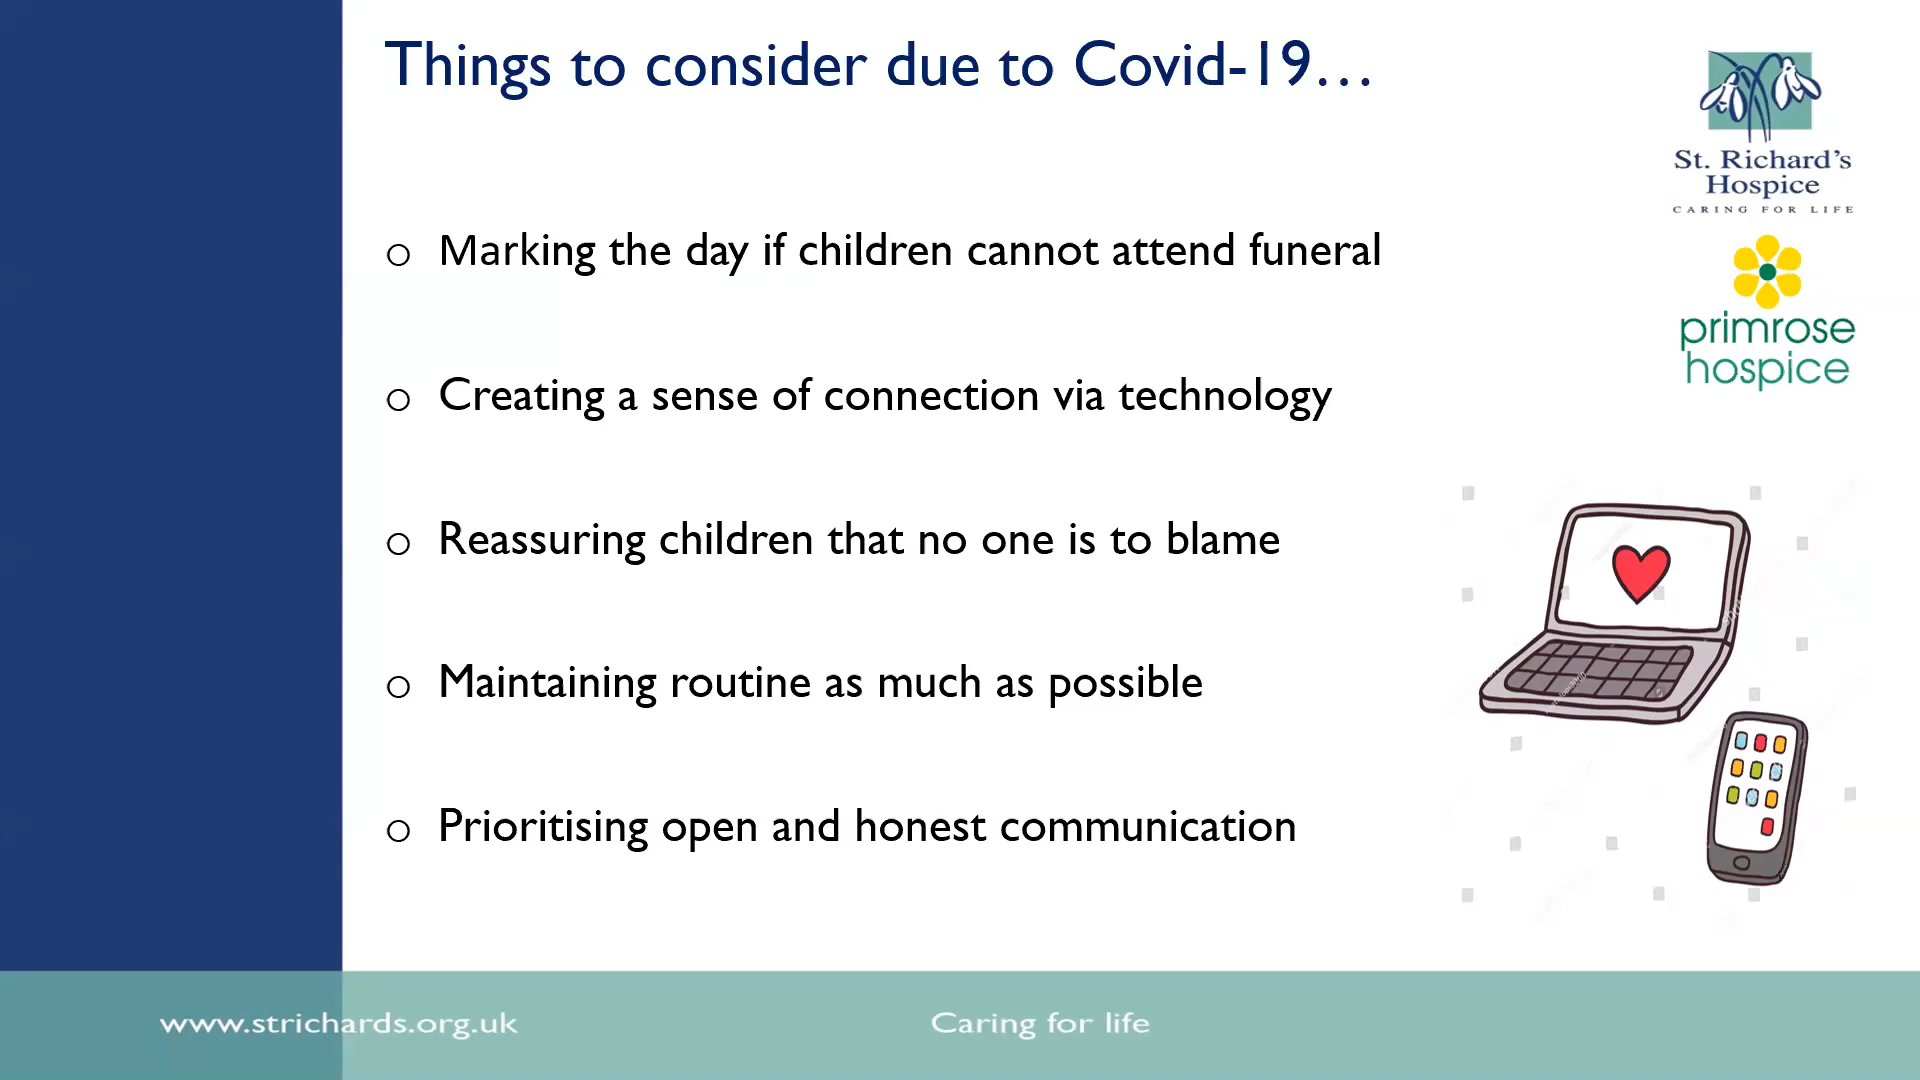 Things to consider due to Covid-19...
St. Richard's
Hospice
CARING FOR LIFE
primrose
hospice
o Marking the day if children cannot attend funeral
o Creating a sense of connection via technology
o Reassuring children that no one is to blame
o Maintaining routine as much as possible
o Prioritising open and honest communication
www.strichards.org.uk
Caring for life